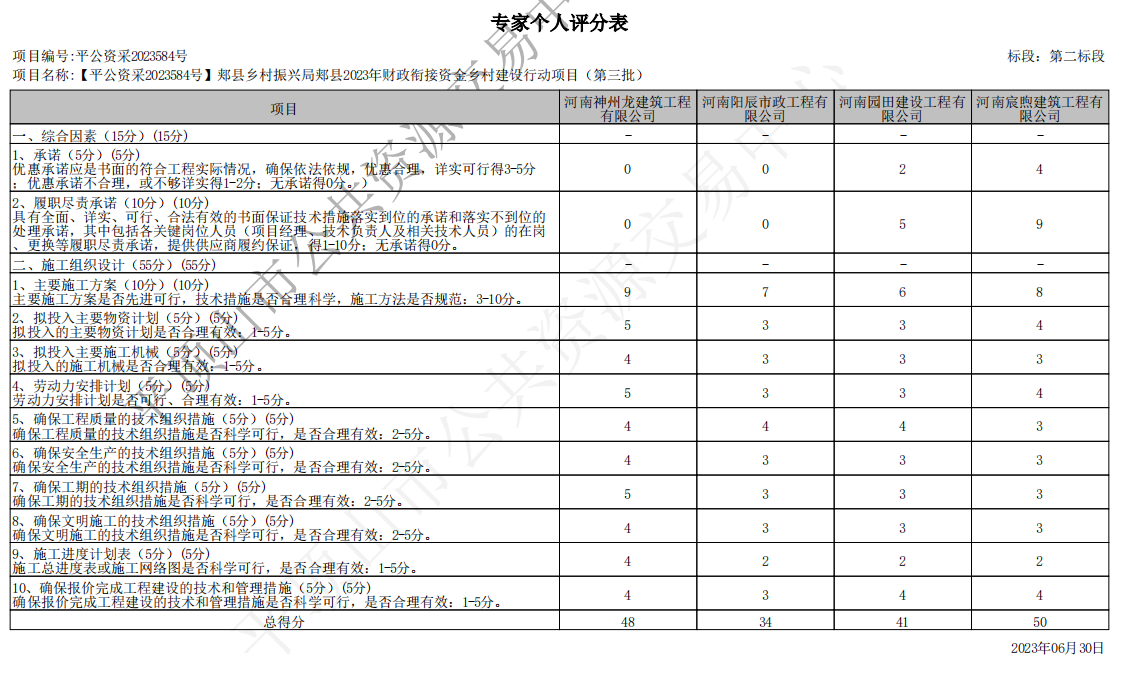 专家个人评分表
项目编号:平公资采2023584号
标段：第二标段
项目名称:【平公资采2023584号】郏县乡村振兴局郏县2023年财政衔接资金乡村建设行动项目（第三批）
项目
河南神州龙建筑工程
有限公司
河南阳辰市政工程有
限公司
河南园田建设工程有
限公司
河南宸煦建筑工程有
限公司
一、综合因素（15分）(15分)
－ － － －
1、承诺（5分）(5分)
优惠承诺应是书面的符合工程实际情况，确保依法依规，优惠合理，详实可行得3-5分
；优惠承诺不合理，或不够详实得1-2分；无承诺得0分。）
0 0 2 4
2、履职尽责承诺（10分）(10分)
具有全面、详实、可行、合法有效的书面保证技术措施落实到位的承诺和落实不到位的
处理承诺，其中包括各关键岗位人员（项目经理、技术负责人及相关技术人员）的在岗
、更换等履职尽责承诺，提供供应商履约保证，得1-10分；无承诺得0分。
0 0 5 9
二、施工组织设计（55分）(55分)
－ － － －
1、主要施工方案（10分）(10分)
主要施工方案是否先进可行，技术措施是否合理科学，施工方法是否规范：3-10分。
9 7 6 8
2、拟投入主要物资计划（5分）(5分)
拟投入的主要物资计划是否合理有效：1-5分。
5 3 3 4
3、拟投入主要施工机械（5分）(5分)
拟投入的施工机械是否合理有效：1-5分。
4 3 3 3
4、劳动力安排计划（5分）(5分)
劳动力安排计划是否可行、合理有效：1-5分。
5 3 3 4
5、确保工程质量的技术组织措施（5分）(5分)
确保工程质量的技术组织措施是否科学可行，是否合理有效：2-5分。
4 4 4 3
6、确保安全生产的技术组织措施（5分）(5分)
确保安全生产的技术组织措施是否科学可行，是否合理有效：2-5分。
4 3 3 3
7、确保工期的技术组织措施（5分）(5分)
确保工期的技术组织措施是否科学可行，是否合理有效：2-5分。
5 3 3 3
8、确保文明施工的技术组织措施（5分）(5分)
确保文明施工的技术组织措施是否科学可行，是否合理有效：2-5分。
4 3 3 3
9、施工进度计划表（5分）(5分)
施工总进度表或施工网络图是否科学可行，是否合理有效：1-5分。
4 2 2 2
10、确保报价完成工程建设的技术和管理措施（5分）(5分)
确保报价完成工程建设的技术和管理措施是否科学可行，是否合理有效：1-5分。
4 3 4 4
总得分
48 34 41 50
2023年06月30日
平顶山市公共资源交易中
平顶山市公共资源交易中心